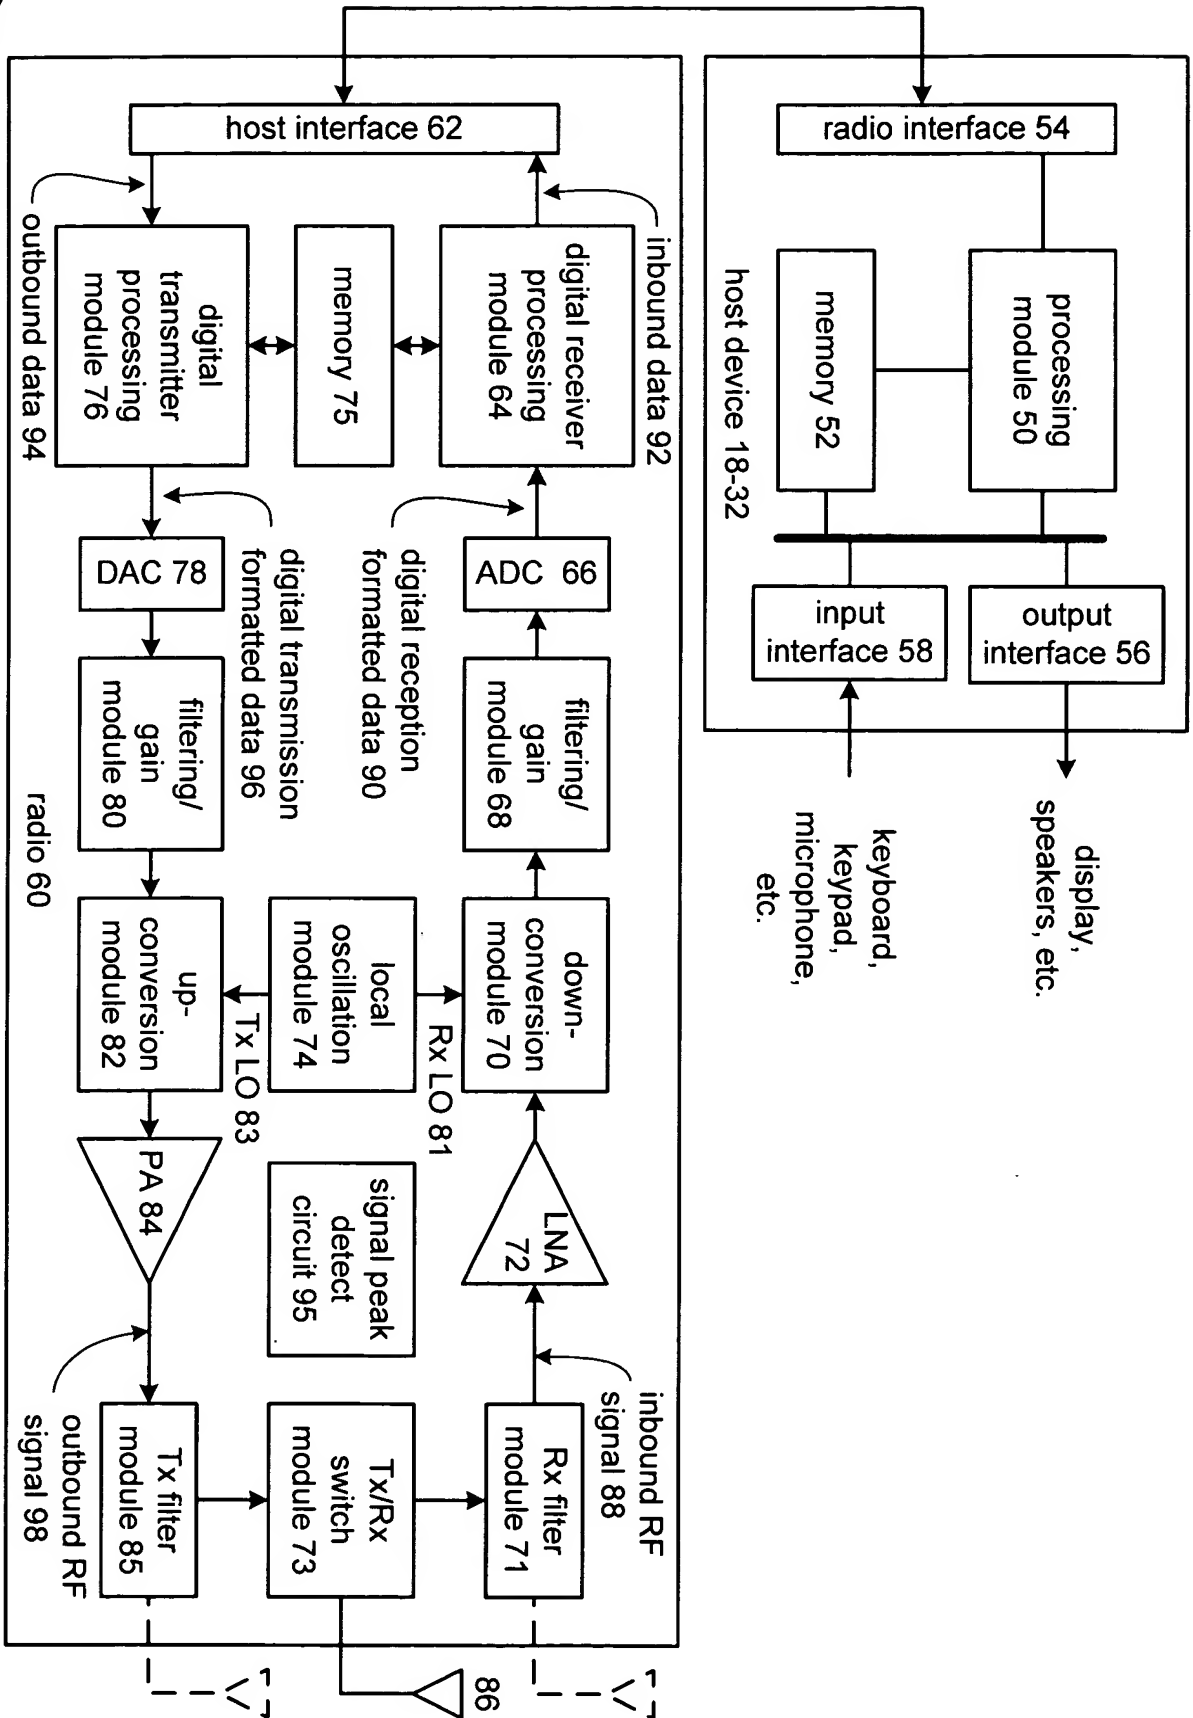 radio interface 54
processing
module 50
memory 52
host device 18-32
output
interface 56
input
interface 58
display,
speakers, etc.
keyboard,
keypad,
microphone,
etc.
host interface 62
inbound data 92
outbound data 94
digital receiver
processing
module 64
memory 75
digital
transmitter
processing
module 76
ADC 66
digital reception
formatted data 90
digital transmission
formatted data 96
DAC 78
filtering/
gain
module 68
filtering/
gain
module 80
radio 60
down-
conversion
module 70
local
oscillation
module 74
up-
conversion
module 82
Rx LO 81
Tx LO 83
LNA
72
signal peak
detect
circuit 95
PA 84
inbound RF
signal 88
outbound RF
signal 98
Rx filter
module 71
Tx/Rx
switch
module 73
Tx filter
module 85
86